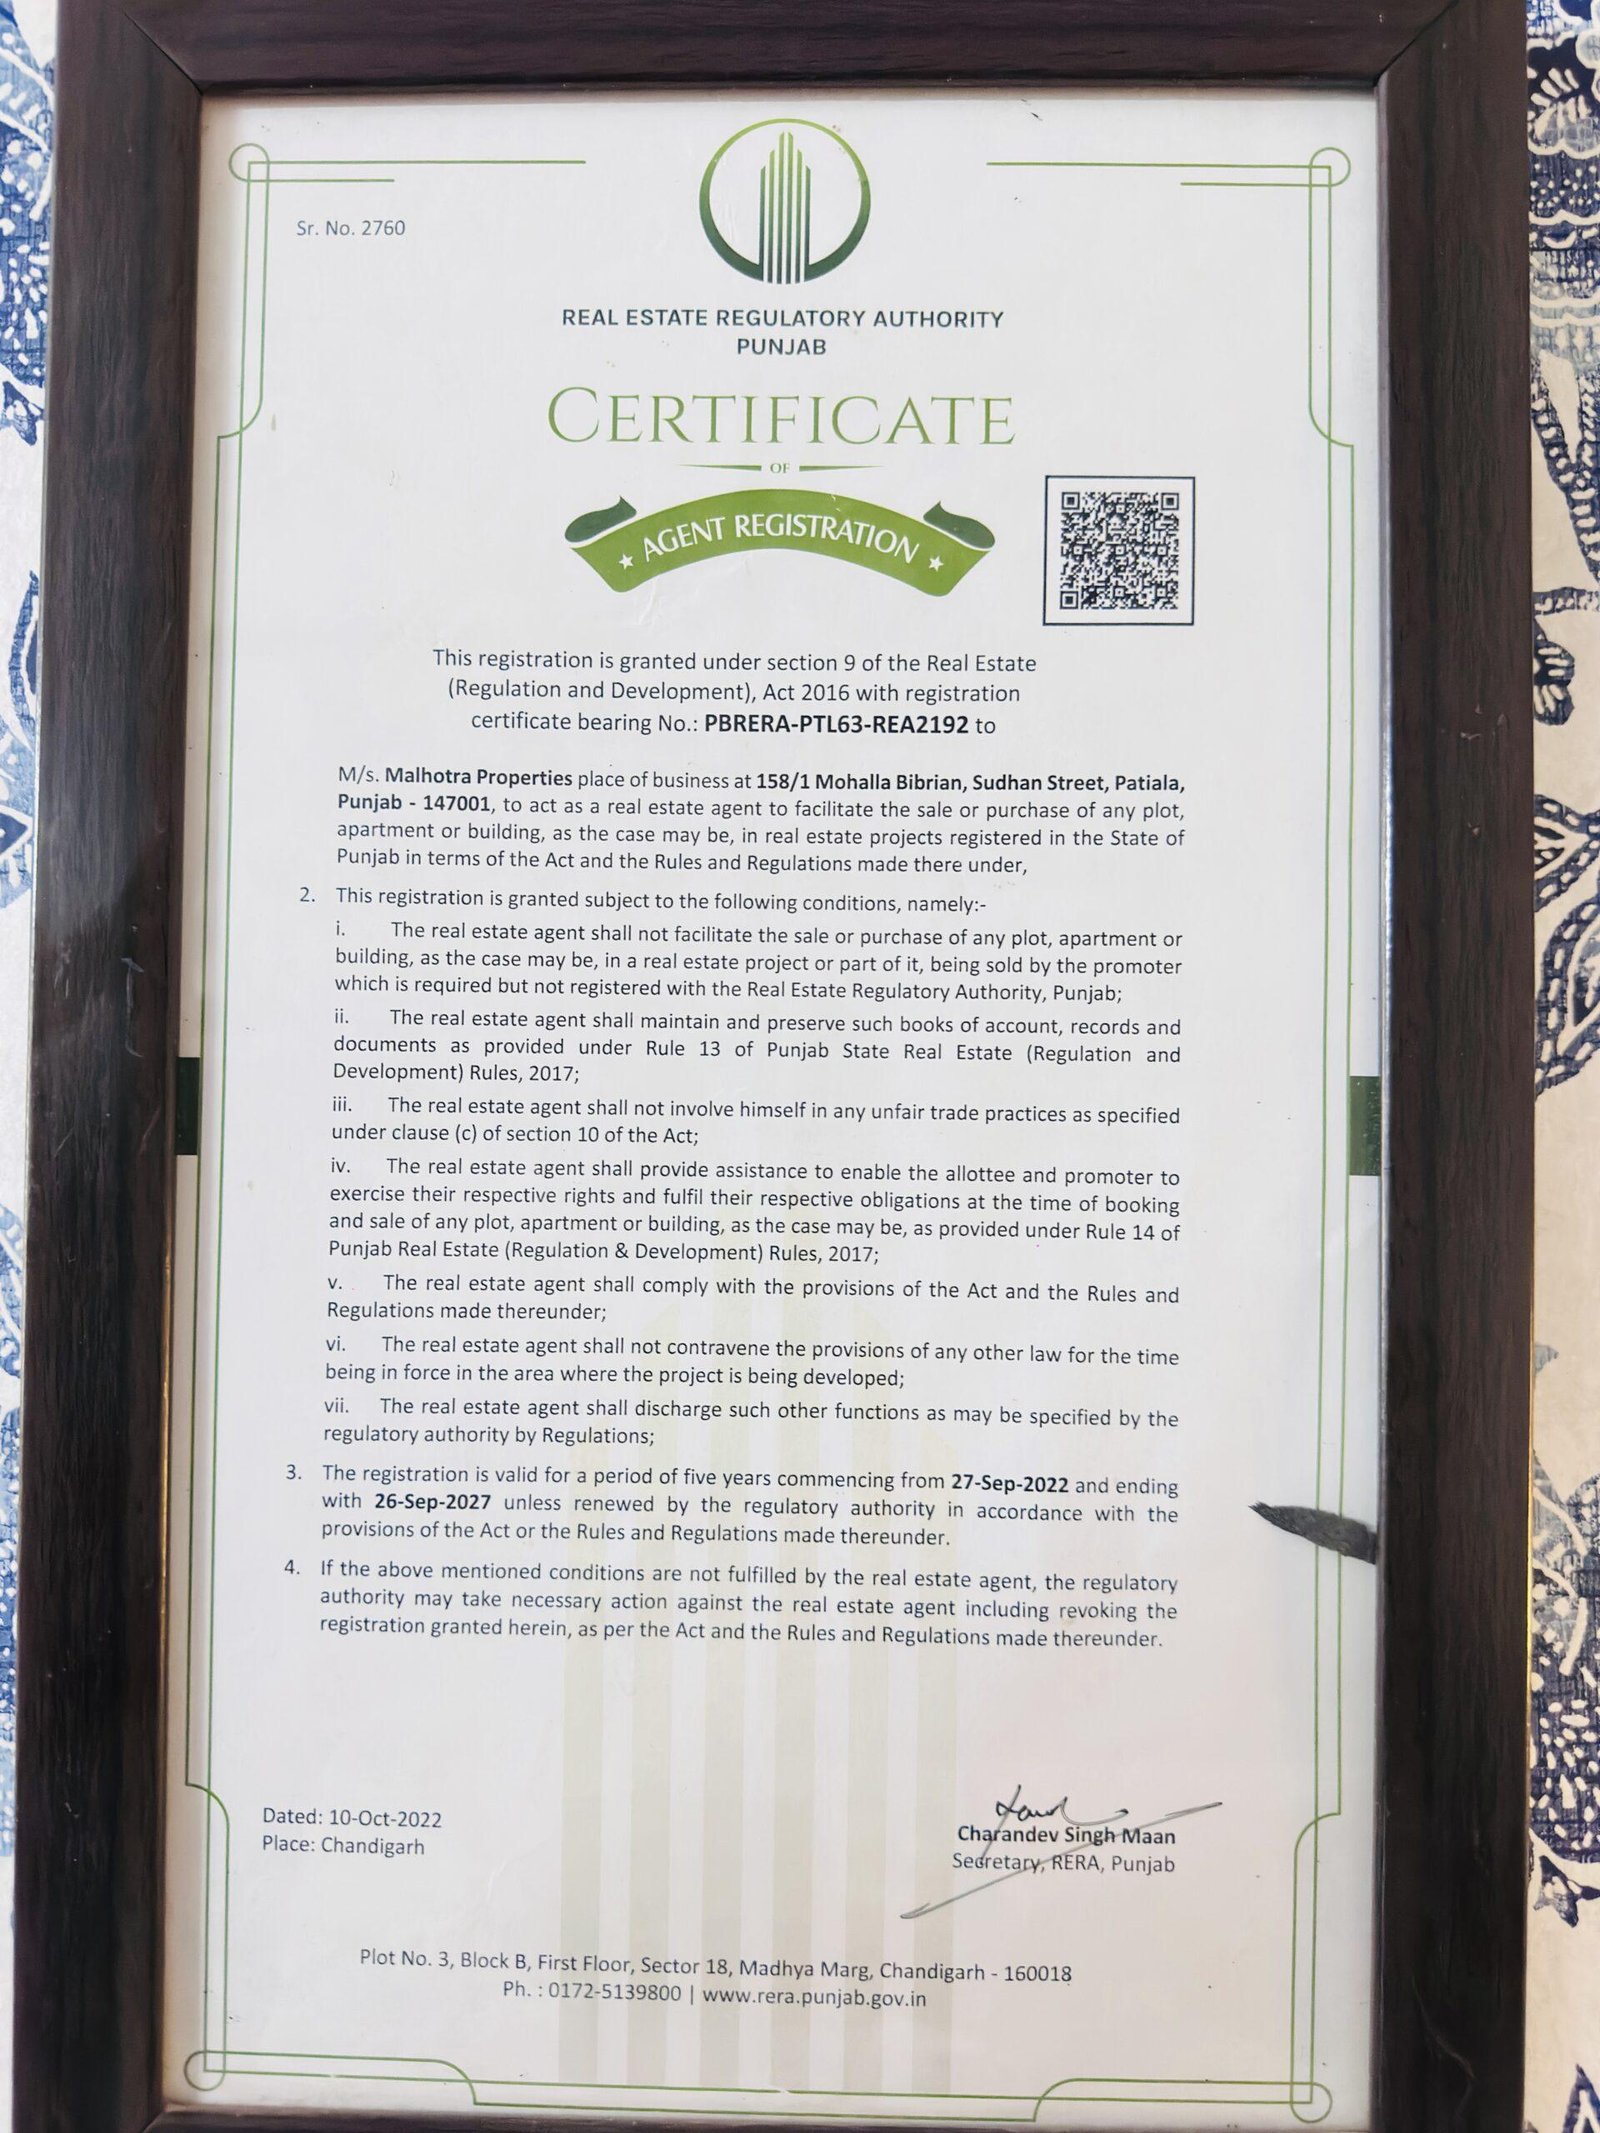 Sr. No. 2760
REAL ESTATE REGULATORY AUTHORITY
PUNJAB
CERTIFICATE
OF
AGENT REGISTRATION
This registration is granted under section 9 of the Real Estate
(Regulation and Development), Act 2016 with registration
certificate bearing No.: PBRERA-PTL63-REA2192 to
M/s. Malhotra Properties place of business at 158/1 Mohalla Bibrian, Sudhan Street, Patiala,
Punjab - 147001, to act as a real estate agent to facilitate the sale or purchase of any plot,
apartment or building, as the case may be, in real estate projects registered in the State of
Punjab in terms of the Act and the Rules and Regulations made there under,
2. This registration is granted subject to the following conditions, namely:-
i. The real estate agent shall not facilitate the sale or purchase of any plot, apartment or
building, as the case may be, in a real estate project or part of it, being sold by the promoter
which is required but not registered with the Real Estate Regulatory Authority, Punjab;
ii. The real estate agent shall maintain and preserve such books of account, records and
documents as provided under Rule 13 of Punjab State Real Estate (Regulation and
Development) Rules, 2017;
iii. The real estate agent shall not involve himself in any unfair trade practices as specified
under clause (c) of section 10 of the Act;
iv. The real estate agent shall provide assistance to enable the allottee and promoter to
exercise their respective rights and fulfil their respective obligations at the time of booking
and sale of any plot, apartment or building, as the case may be, as provided under Rule 14 of
Punjab Real Estate (Regulation & Development) Rules, 2017;
v. The real estate agent shall comply with the provisions of the Act and the Rules and
Regulations made thereunder;
vi. The real estate agent shall not contravene the provisions of any other law for the time
being in force in the area where the project is being developed;
vii. The real estate agent shall discharge such other functions as may be specified by the
regulatory authority by Regulations;
3. The registration is valid for a period of five years commencing from 27-Sep-2022 and ending
with 26-Sep-2027 unless renewed by the regulatory authority in accordance with the
provisions of the Act or the Rules and Regulations made thereunder.
4. If the above mentioned conditions are not fulfilled by the real estate agent, the regulatory
authority may take necessary action against the real estate agent including revoking the
registration granted herein, as per the Act and the Rules and Regulations made thereunder.
Dated: 10-Oct-2022
Place: Chandigarh
Charandev Singh Maan
Secretary, RERA, Punjab
Plot No. 3, Block B, First Floor, Sector 18, Madhya Marg, Chandigarh - 160018
Ph. : 0172-5139800 | www.rera.punjab.gov.in